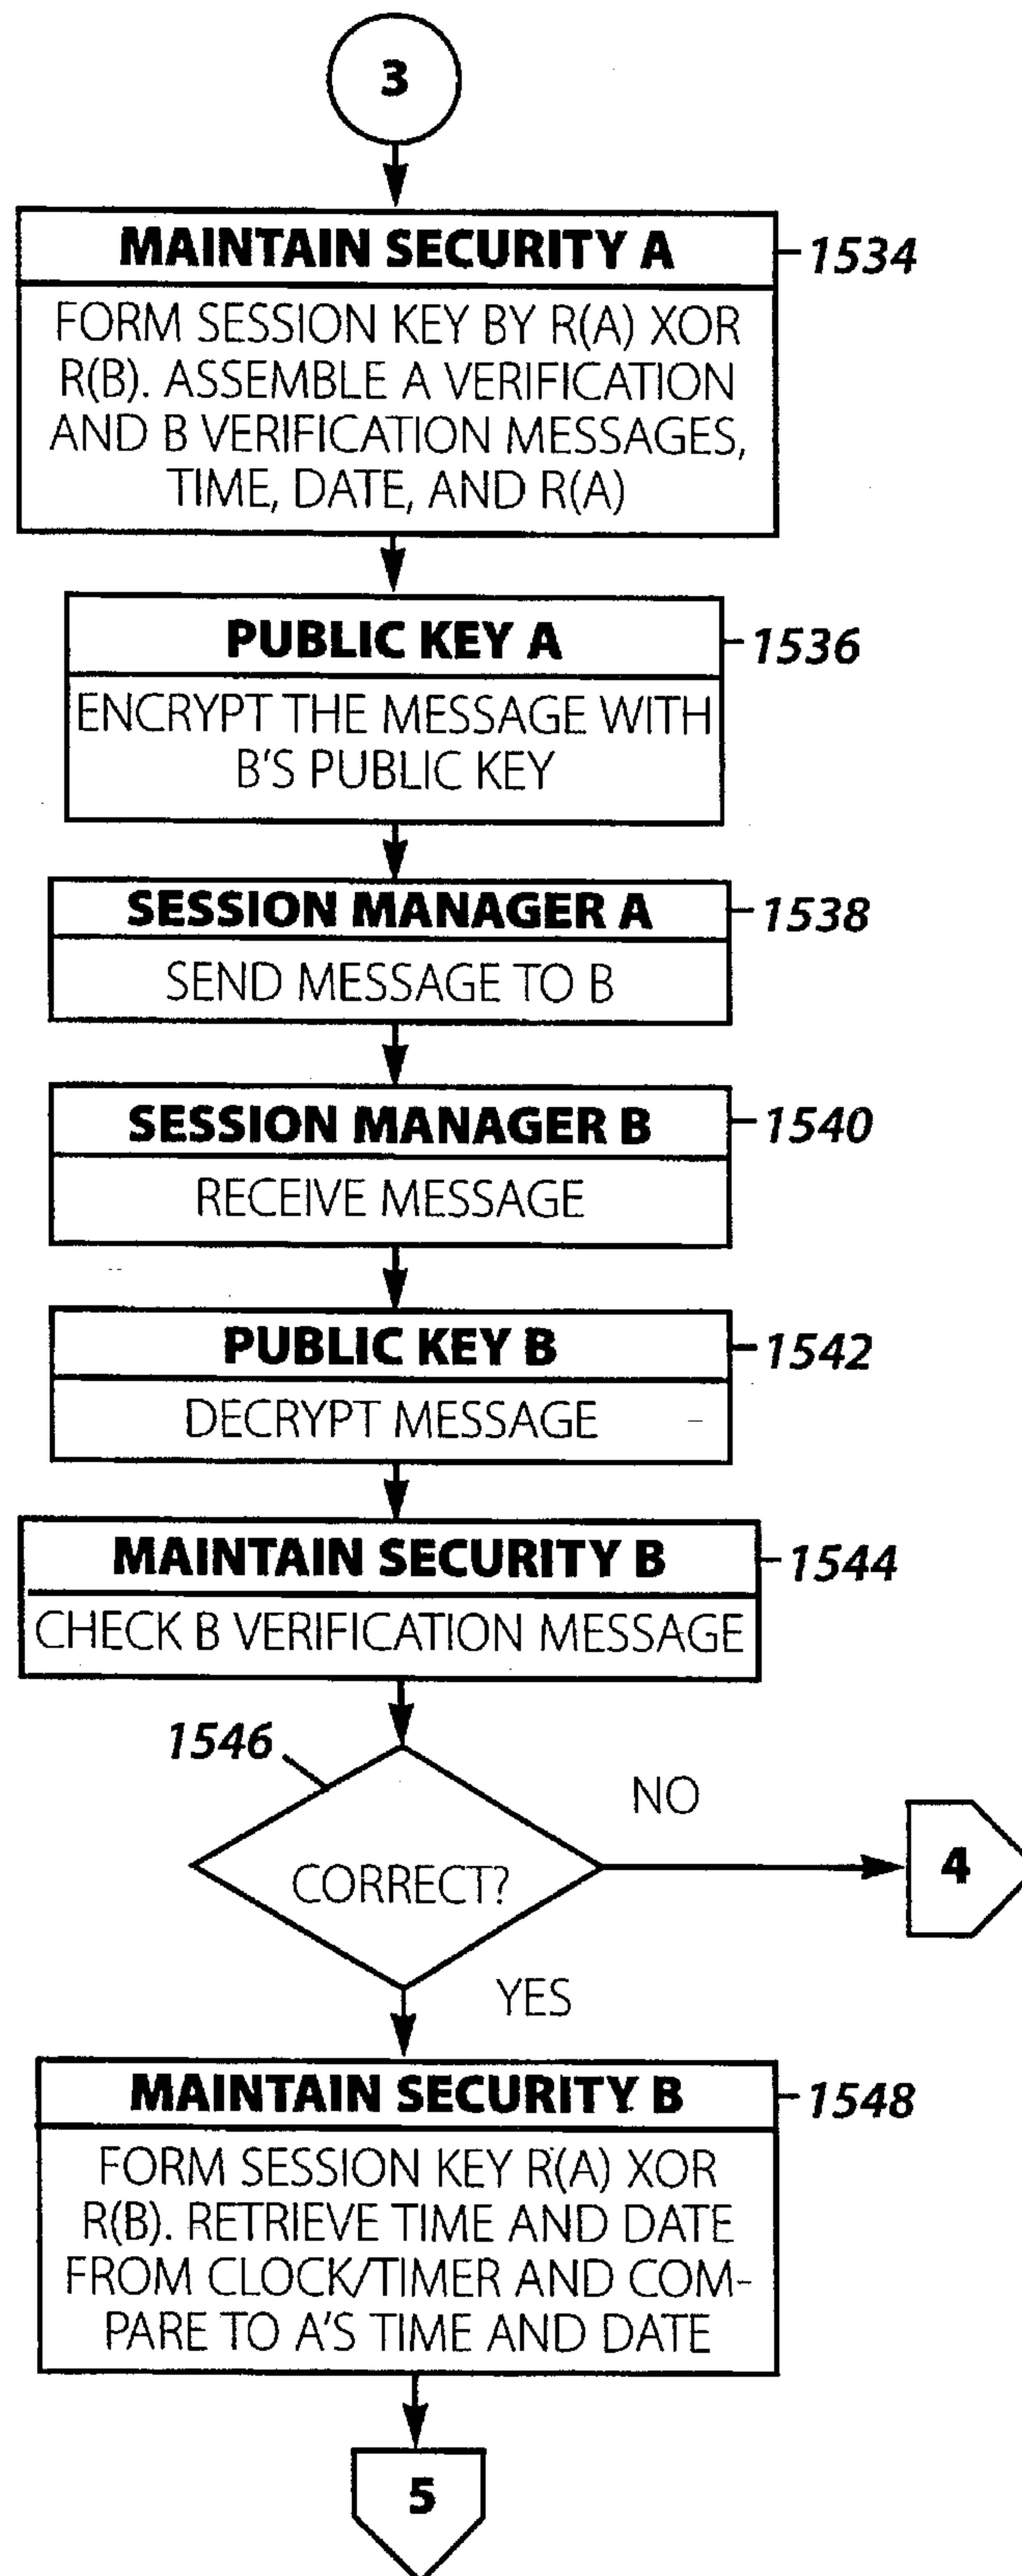 3
MAINTAIN SECURITY A
1534
FORM SESSION KEY BY R(A) XOR
R(B). ASSEMBLE A VERIFICATION
AND B VERIFICATION MESSAGES,
TIME, DATE, AND R(A)
PUBLIC KEY A
1536
ENCRYPT THE MESSAGE WITH
B'S PUBLIC KEY
SESSION MANAGER A
1538
SEND MESSAGE TO B
SESSION MANAGER B
1540
RECEIVE MESSAGE
PUBLIC KEY B
1542
DECRYPT MESSAGE
MAINTAIN SECURITY B
1544
CHECK B VERIFICATION MESSAGE
1546
NO
CORRECT?
4
YES
MAINTAIN SECURITY B
1548
FORM SESSION KEY R(A) XOR
R(B). RETRIEVE TIME AND DATE
FROM CLOCK/TIMER AND COM-
PARE TO A'S TIME AND DATE
5